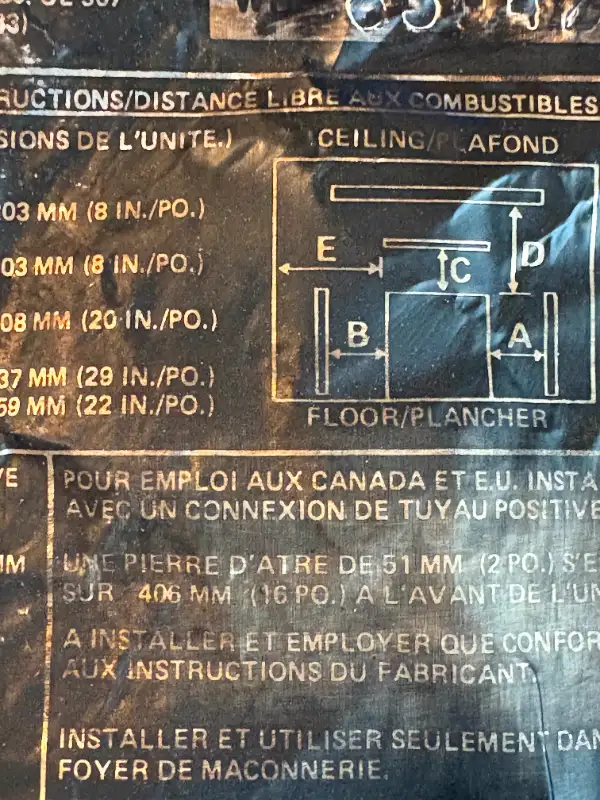 RUCTIONS/DISTANCE LIBRE AUX COMBUSTIBLES
SIONS DE L'UNITE.)
CEILING/PLAFOND
03 MM (8 IN./PO.)
03 MM (8 IN./PO.)
08 MM (20 IN./PO.)
37 MM (29 IN./PO.)
59 MM (22 IN./PO.)
E
D
C
B
A
FLOOR/PLANCHER
POUR EMPLOI AUX CANADA ET E.U. INSTA
AVEC UN CONNEXION DE TUYAU POSITIVE
MM
UNE PIERRE D'ATRE DE 51 MM (2 PO.) S'E
SUR 406 MM (16 PO.) A L'AVANT DE L'UN
A INSTALLER ET EMPLOYER QUE CONFOR
AUX INSTRUCTIONS DU FABRICANT.
INSTALLER ET UTILISER SEULEMENT DAN
FOYER DE MACONNERIE.